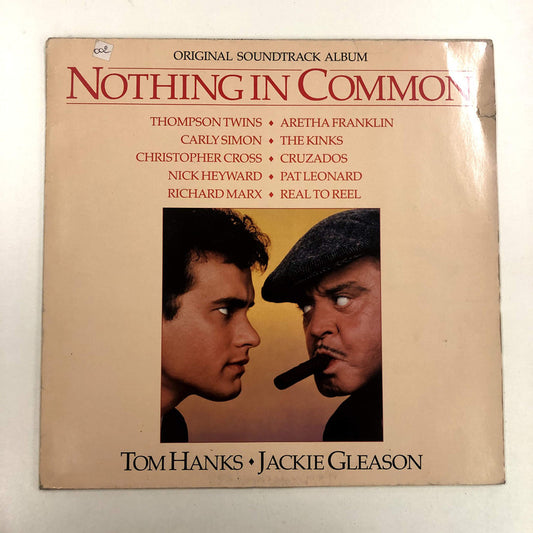 002
ORIGINAL SOUNDTRACK ALBUM
NOTHING IN COMMON
THOMPSON TWINS ♦ ARETHA FRANKLIN
CARLY SIMON ♦ THE KINKS
CHRISTOPHER CROSS ♦ CRUZADOS
NICK HEYWARD ♦ PAT LEONARD
RICHARD MARX ♦ REAL TO REEL
TOM HANKS ♦ JACKIE GLEASON